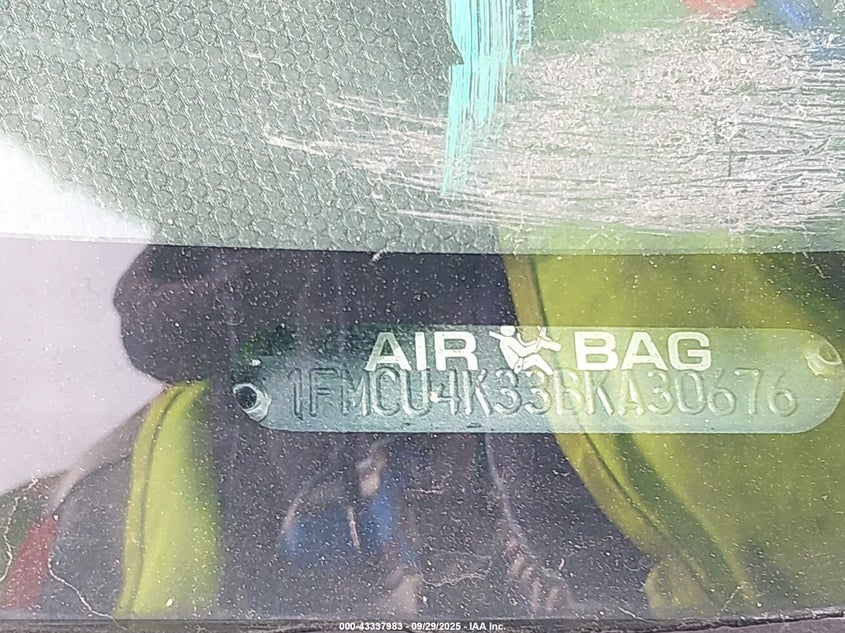 AIR BAG
1FMCU4K33BKA30676
000-43337983 - 09/29/2025 - IAA Inc.